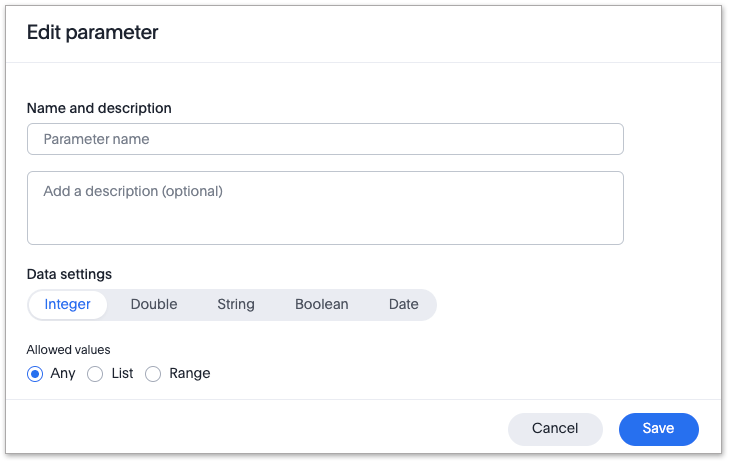 Edit parameter
Name and description
Parameter name
Add a description (optional)
Data settings
Integer Double String Boolean Date
Allowed values
Any List Range
Cancel Save